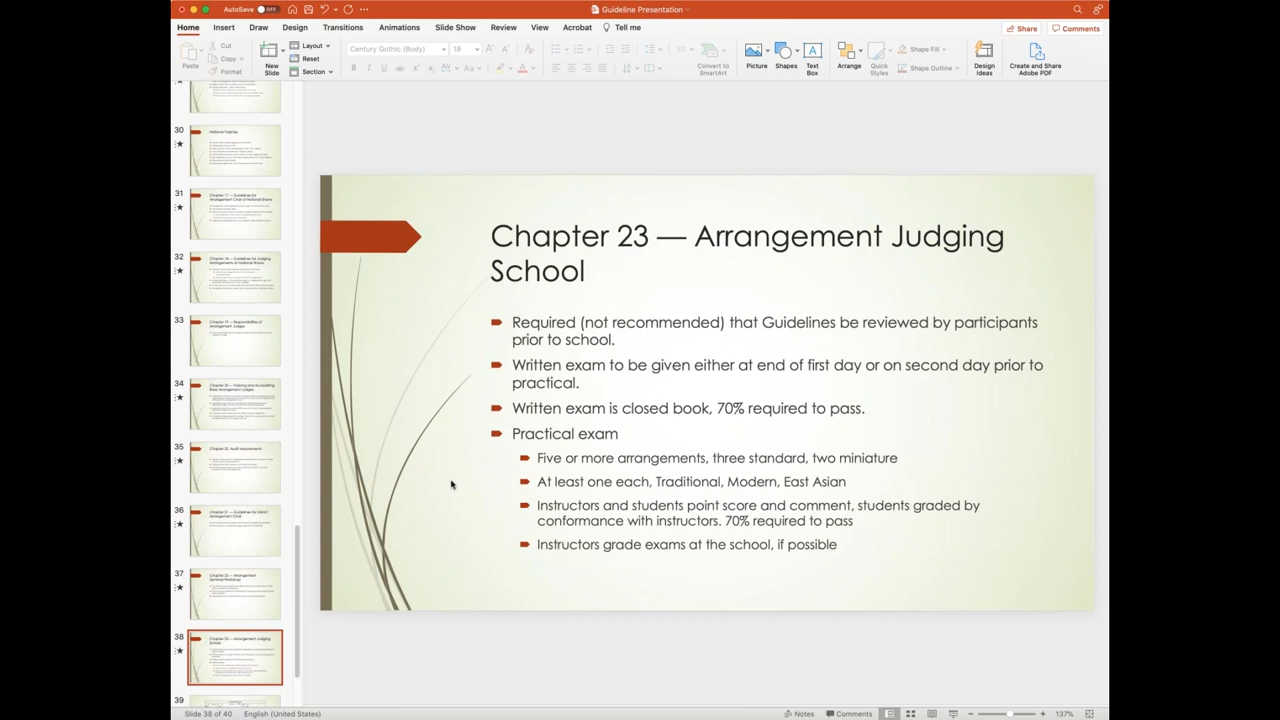 AutoSave OFF
Guideline Presentation
Home Insert Draw Design Transitions Animations Slide Show Review View Acrobat Tell me
Share Comments
Paste
Cut
Copy
Format
New Slide
Layout
Reset
Section
Century Gothic (Body) 18
Convert to SmartArt
Picture
Shapes
Text Box
Arrange
Quick Styles
Shape Fill
Shape Outline
Design Ideas
Create and Share Adobe PDF
30
31
32
33
34
35
36
37
38
39
Chapter 23 — Arrangement Judging
School
Required (not recommended) that Guidelines be reviewed by participants
prior to school.
Written exam to be given either at end of first day or on second day prior to
practical.
Written exam is closed book, 70% required to pass.
Practical exam
Five or more arrangements, three standard, two miniature
At least one each, Traditional, Modern, East Asian
Instructors and students point score and comment, students graded by
conformance with instructors. 70% required to pass
Instructors grade exams at the school, if possible
Slide 38 of 40 English (United States)
Notes Comments 137%